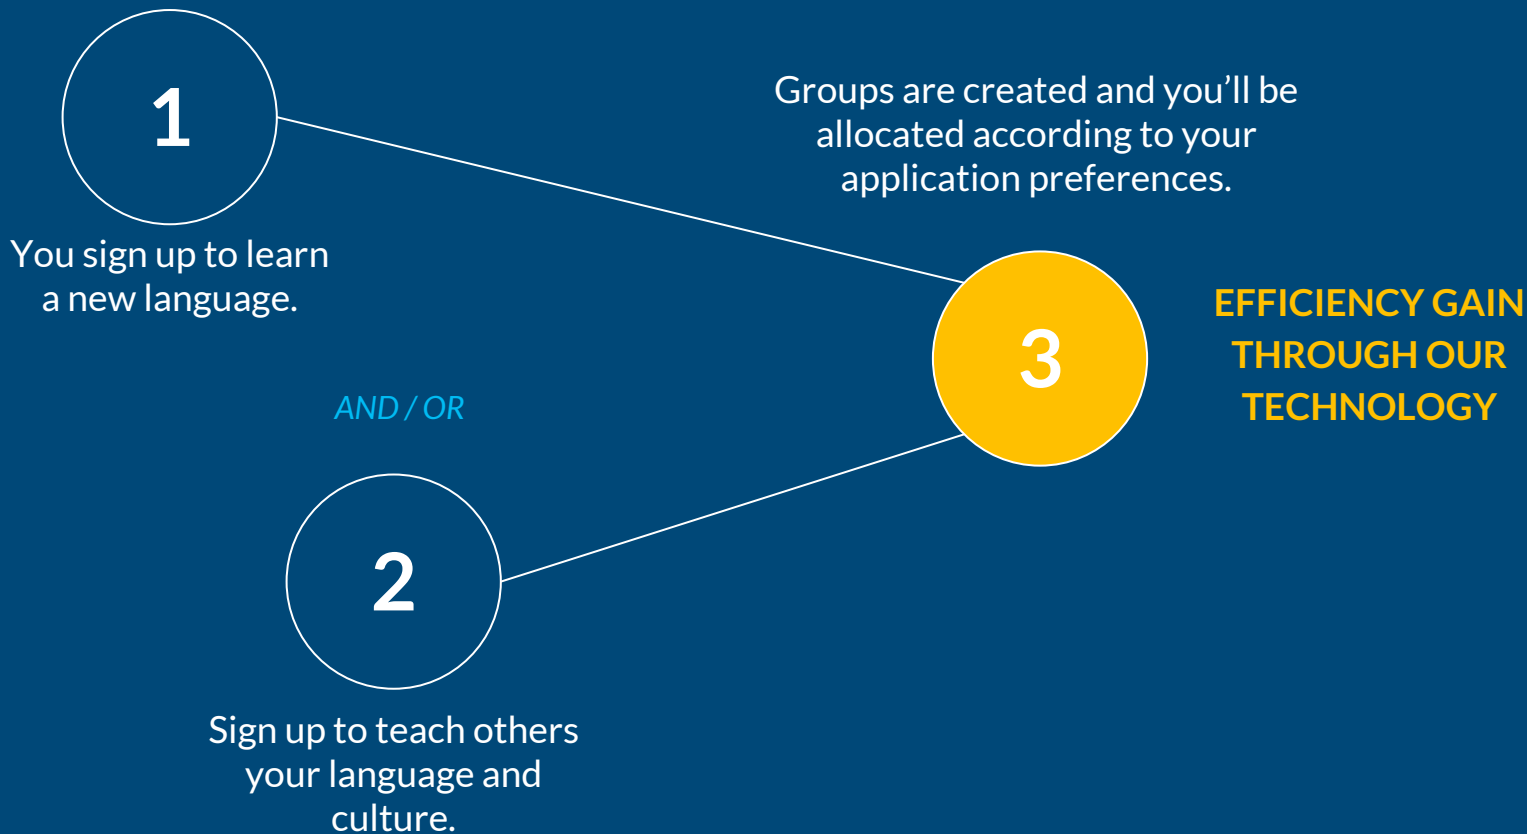 1
You sign up to learn
a new language.
AND / OR
2
Sign up to teach others
your language and
culture.
Groups are created and you’ll be
allocated according to your
application preferences.
3
EFFICIENCY GAIN
THROUGH OUR
TECHNOLOGY